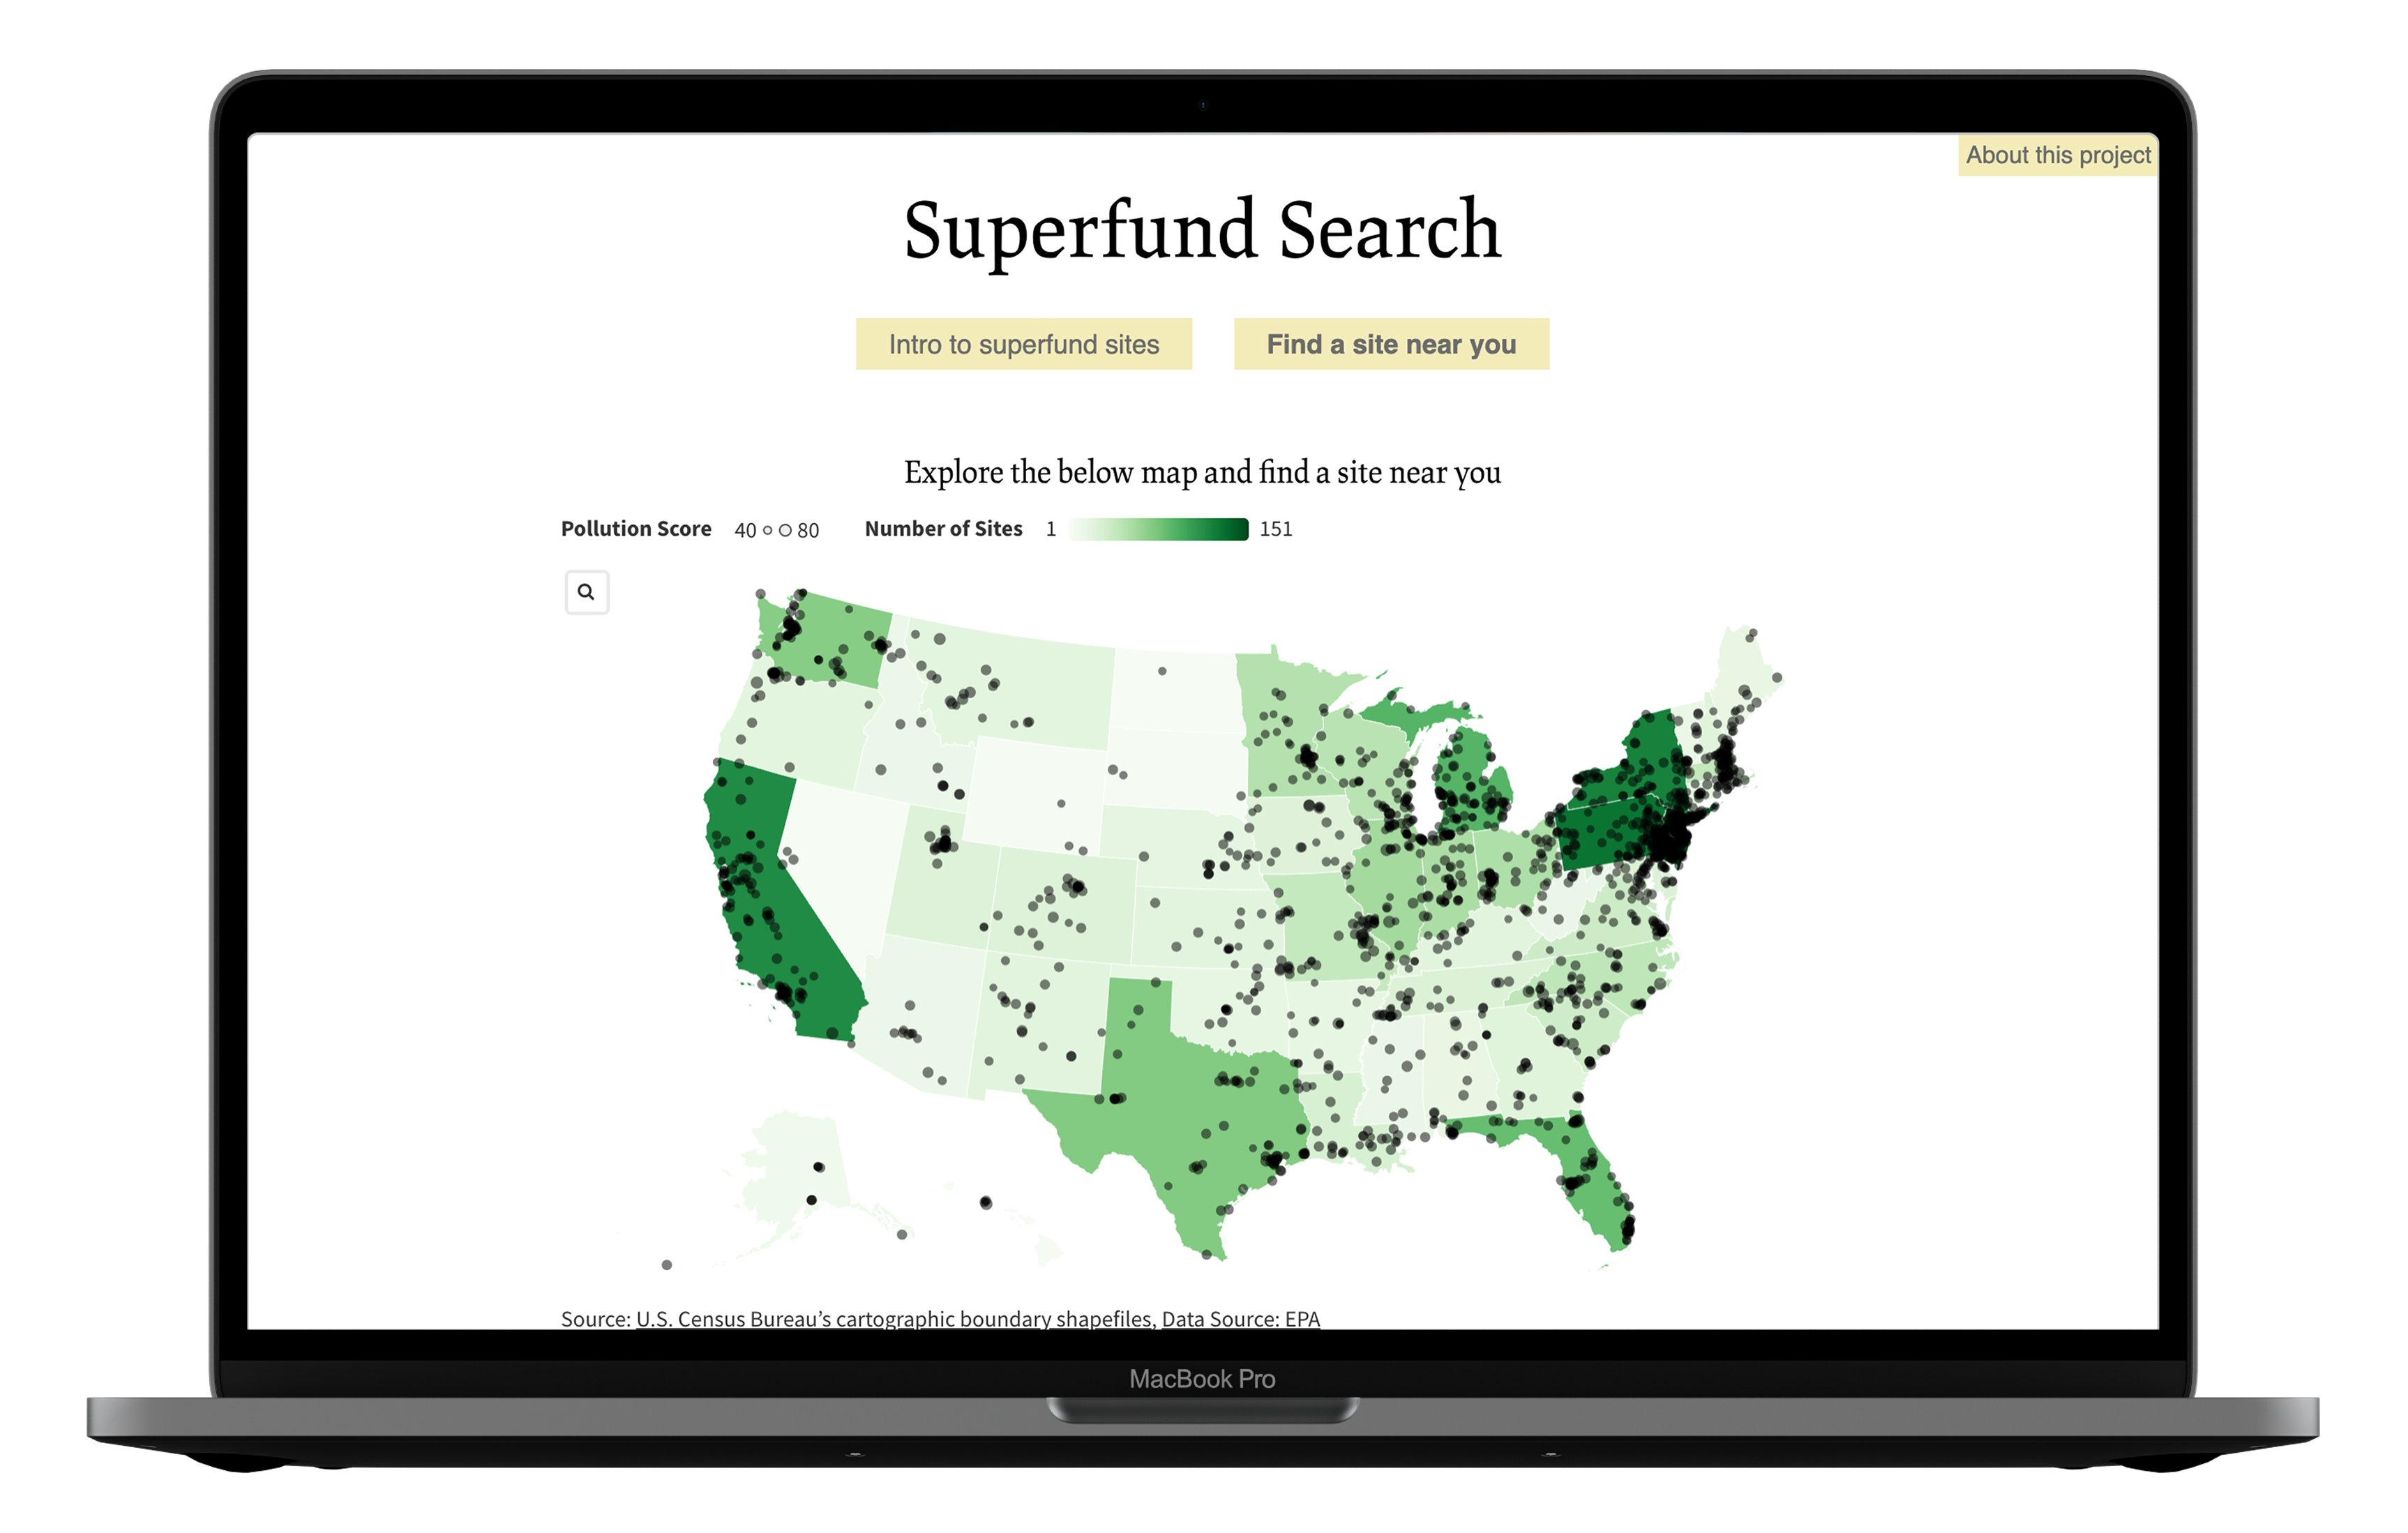 About this project
Superfund Search
Intro to superfund sites
Find a site near you
Explore the below map and find a site near you
Pollution Score 40 80 Number of Sites 1 151
Source: U.S. Census Bureau’s cartographic boundary shapefiles, Data Source: EPA
MacBook Pro